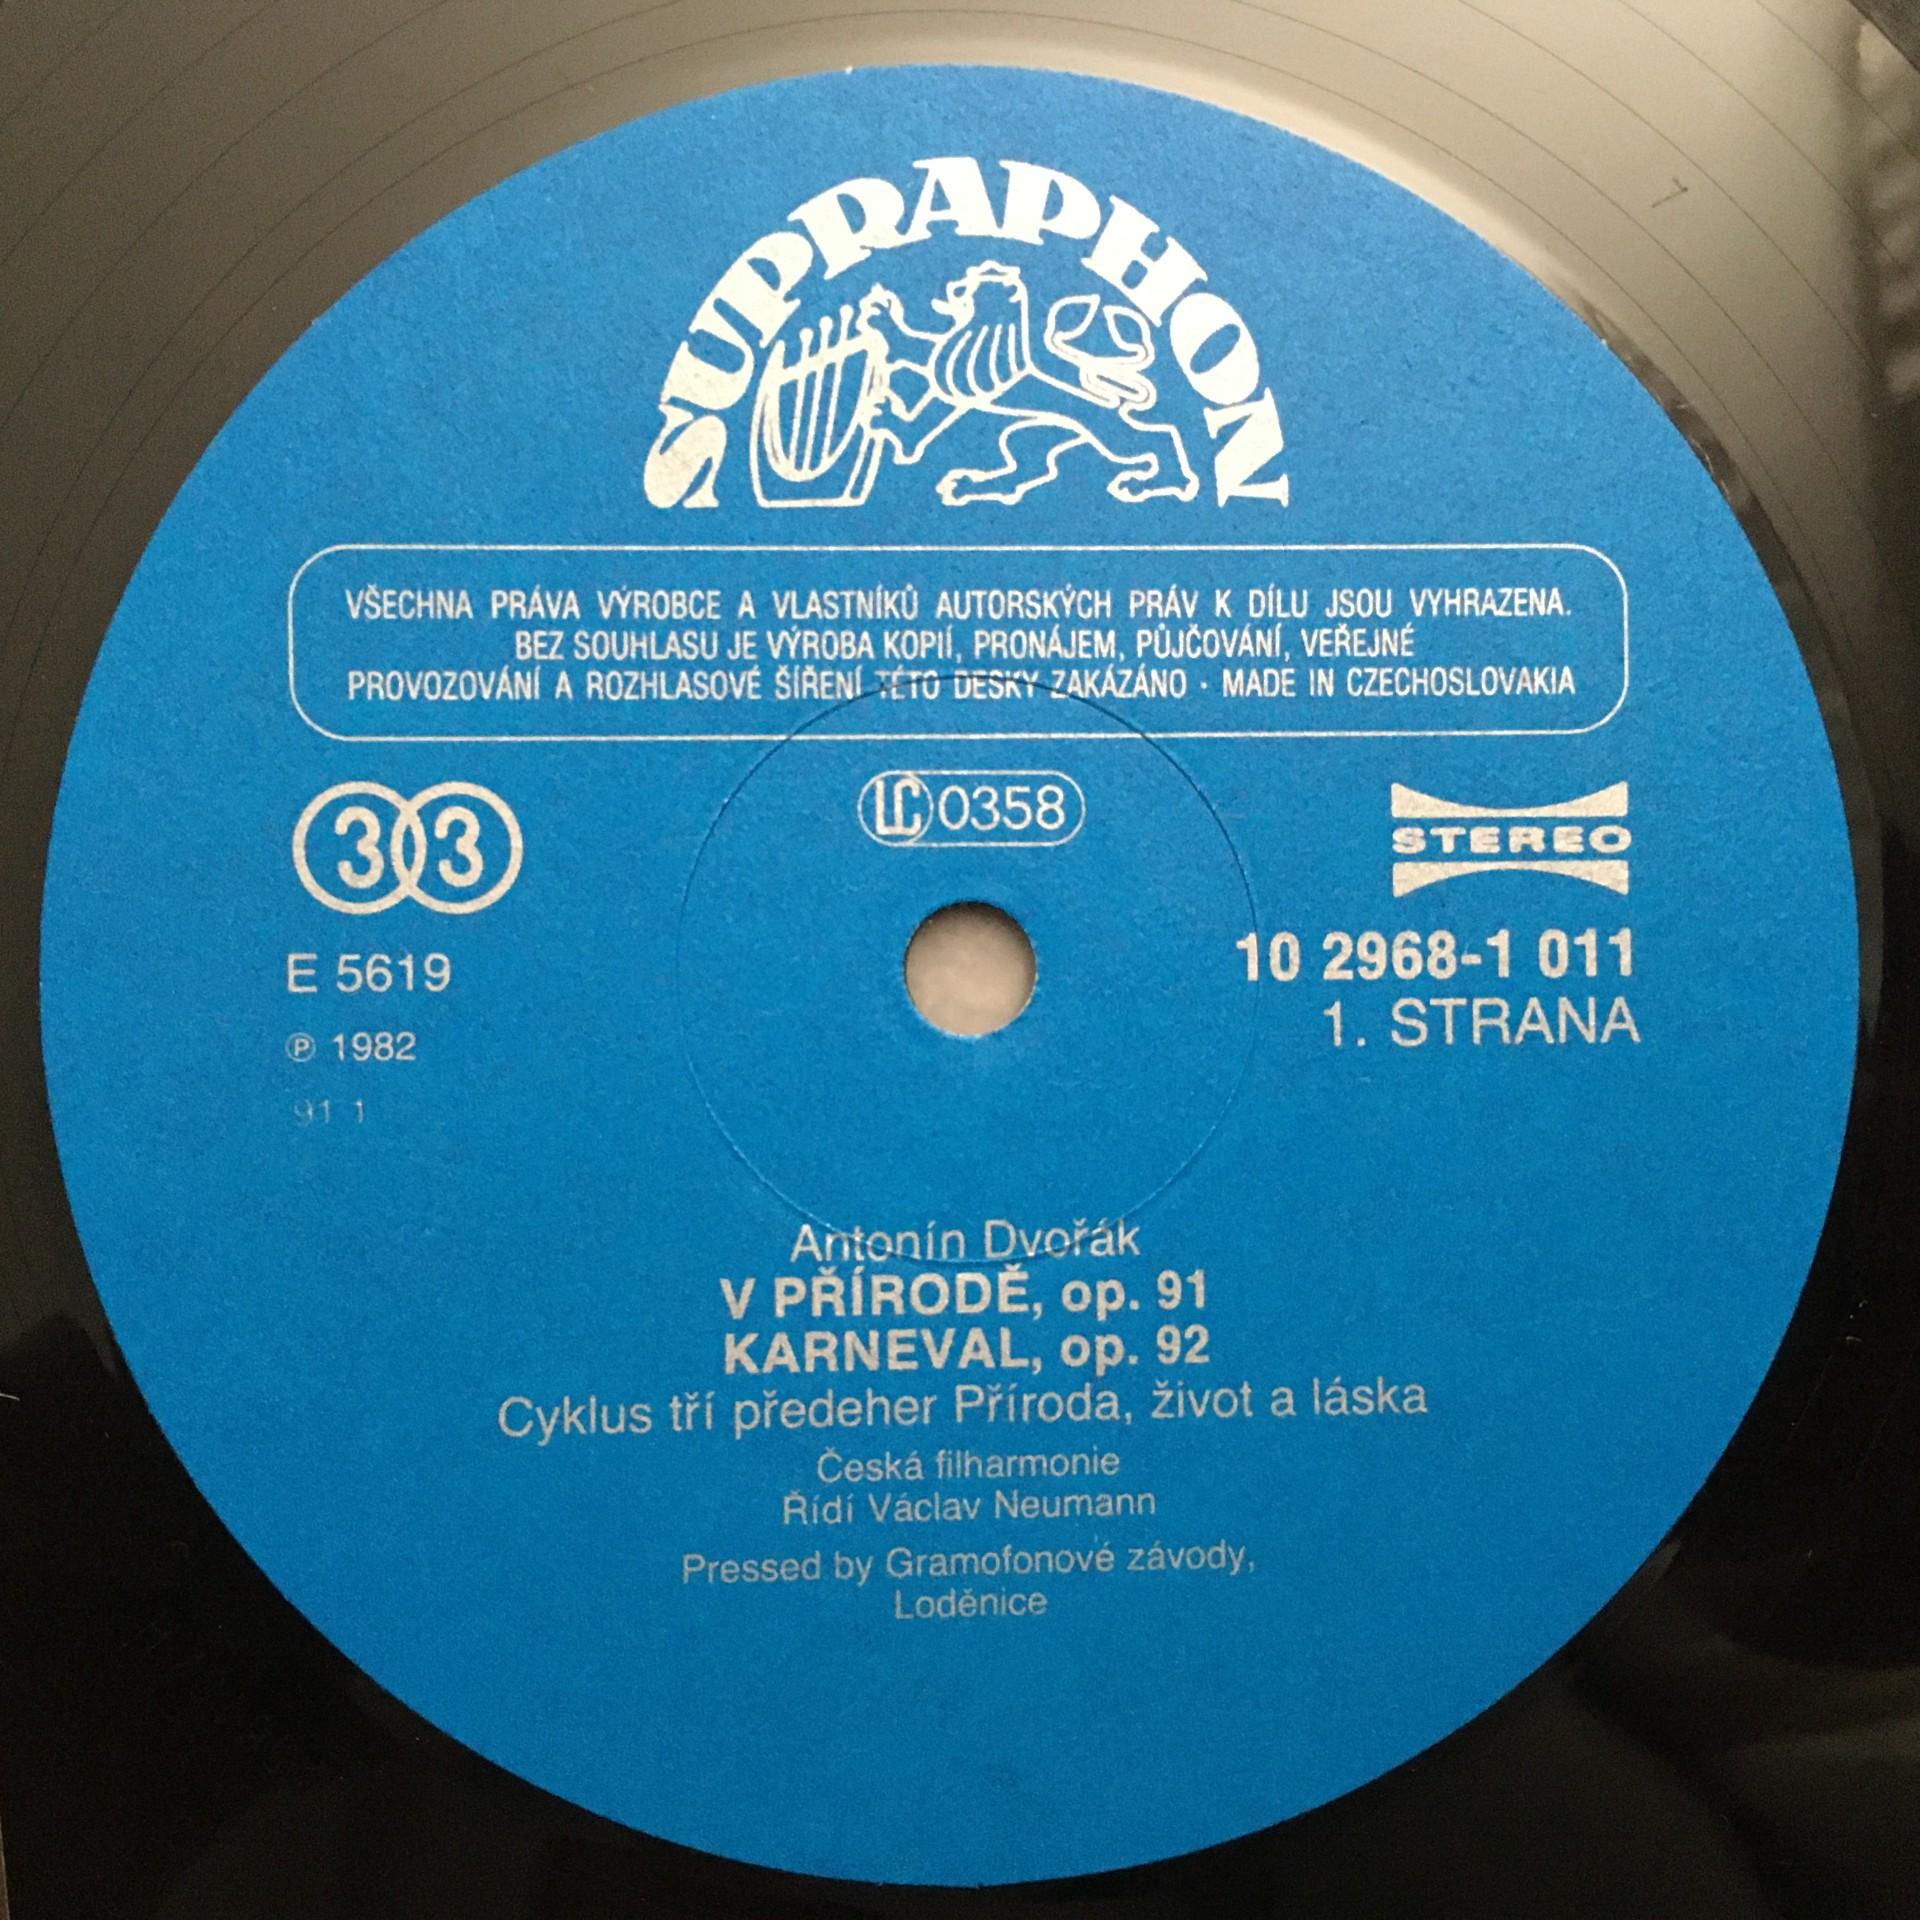 SUPRAPHON
VŠECHNA PRÁVA VÝROBCE A VLASTNÍKŮ AUTORSKÝCH PRÁV K DÍLU JSOU VYHRAZENA.
BEZ SOUHLASU JE VÝROBA KOPIÍ, PRONÁJEM, PŮJČOVÁNÍ, VEŘEJNÉ
PROVOZOVÁNÍ A ROZHLASOVÉ ŠÍŘENÍ TÉTO DESKY ZAKÁZÁNO · MADE IN CZECHOSLOVAKIA
33
LC 0358
STEREO
E 5619
10 2968-1 011
1. STRANA
℗ 1982
91 1
Antonín Dvořák
V PŘÍRODĚ, op. 91
KARNEVAL, op. 92
Cyklus tří předeher Příroda, život a láska
Česká filharmonie
Řídí Václav Neumann
Pressed by Gramofonové závody,
Loděnice